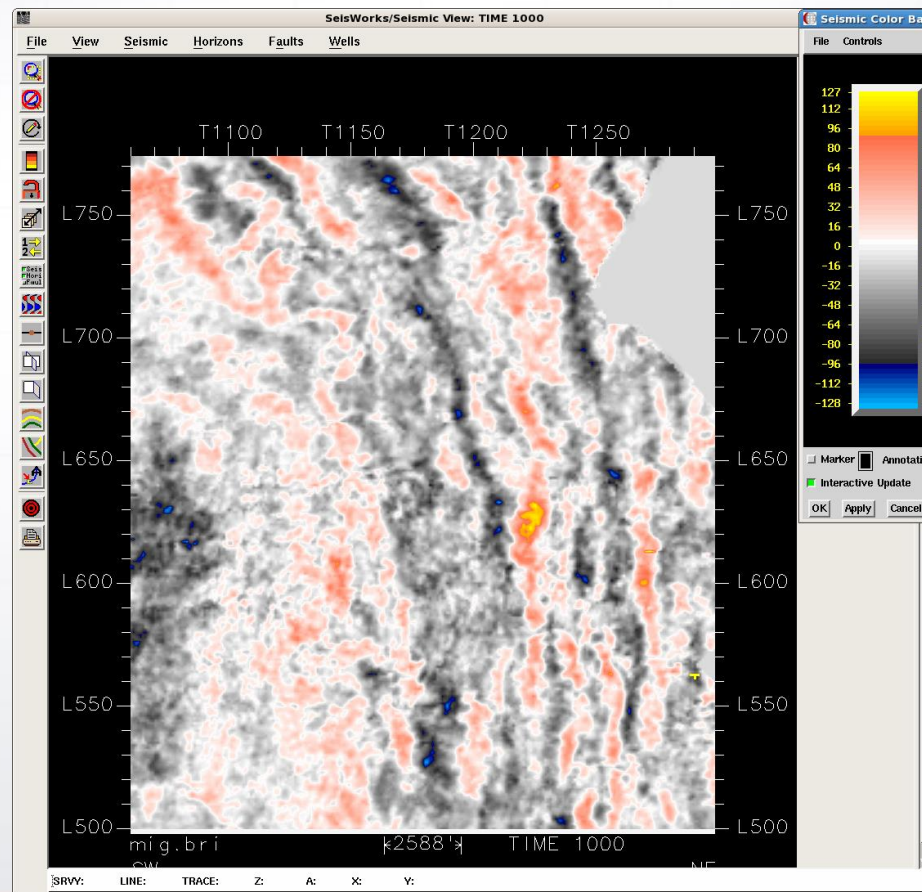 SeisWorks/Seismic View: TIME 1000
File View Seismic Horizons Faults Wells
T1100 T1150 T1200 T1250
L750 L750
L700 L700
L650 L650
L600 L600
L550 L550
L500 L500
mig.bri 2588' TIME 1000
SRVY: LINE: TRACE: Z: A: X: Y:
Seismic Color Ba
File Controls
127
112
96
80
64
48
32
16
0
-16
-32
-48
-64
-80
-96
-112
-128
Marker Annotati
Interactive Update
OK Apply Cancel